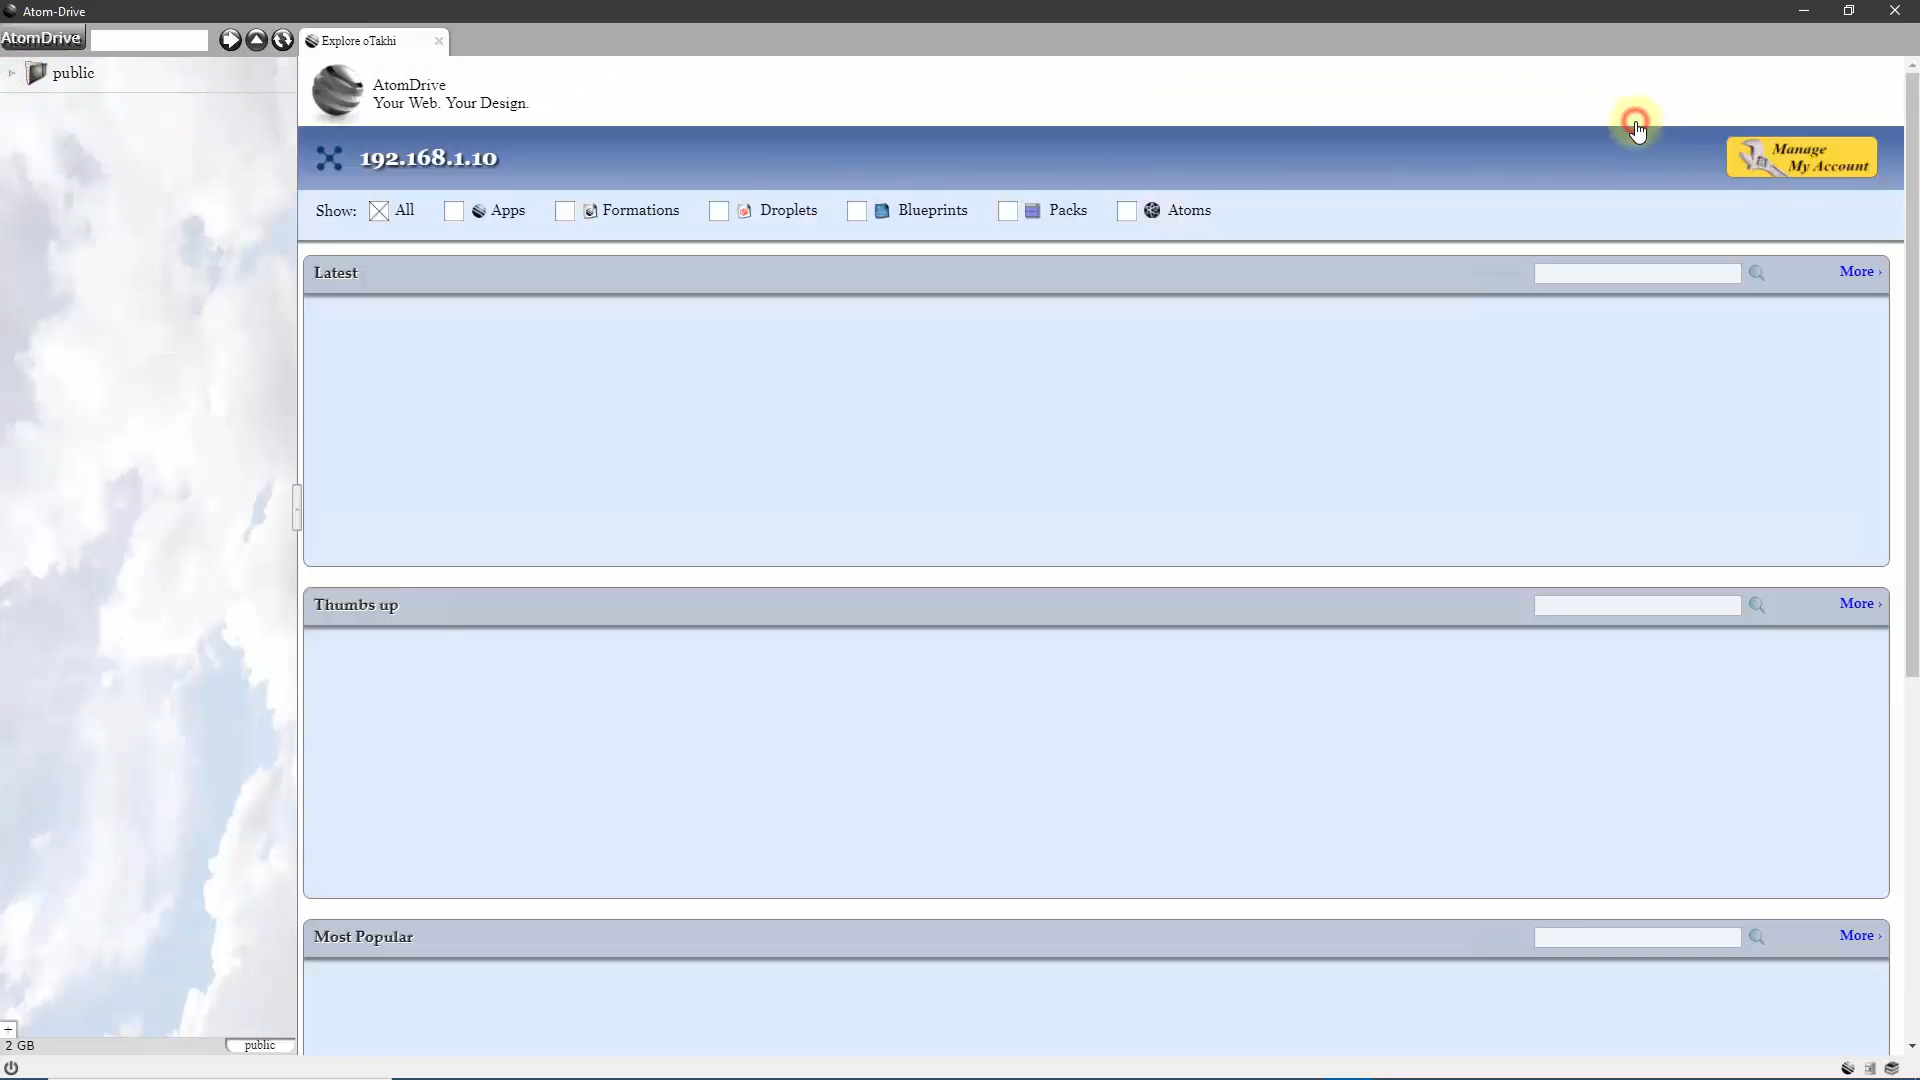 Atom-Drive
AtomDrive
Explore oTakhi
public
AtomDrive
Your Web. Your Design.
192.168.1.10
Manage
My Account
Show: All Apps Formations Droplets Blueprints Packs Atoms
Latest
More ›
Thumbs up
More ›
Most Popular
More ›
+
2 GB
public